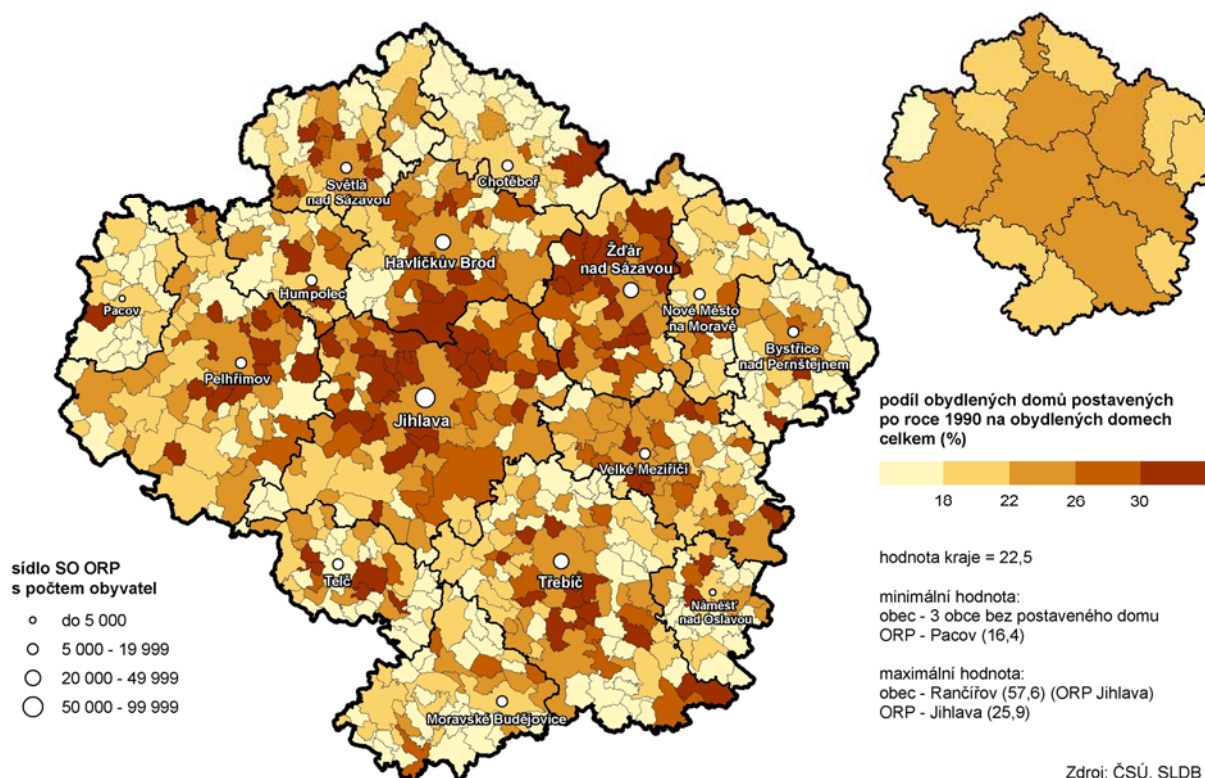 Světlá
nad Sázavou
Chotěboř
Havlíčkův Brod
Žďár
nad Sázavou
Humpolec
Pacov
Nové Město
na Moravě
Bystřice
nad Pernštejnem
Pelhřimov
Jihlava
Velké Meziříčí
Telč
Třebíč
Náměšť
nad Oslavou
Moravské Budějovice
sídlo SO ORP
s počtem obyvatel
do 5 000
5 000 - 19 999
20 000 - 49 999
50 000 - 99 999
podíl obydlených domů postavených
po roce 1990 na obydlených domech
celkem (%)
18 22 26 30
hodnota kraje = 22,5
minimální hodnota:
obec - 3 obce bez postaveného domu
ORP - Pacov (16,4)
maximální hodnota:
obec - Rančířov (57,6) (ORP Jihlava)
ORP - Jihlava (25,9)
Zdroj: ČSÚ, SLDB